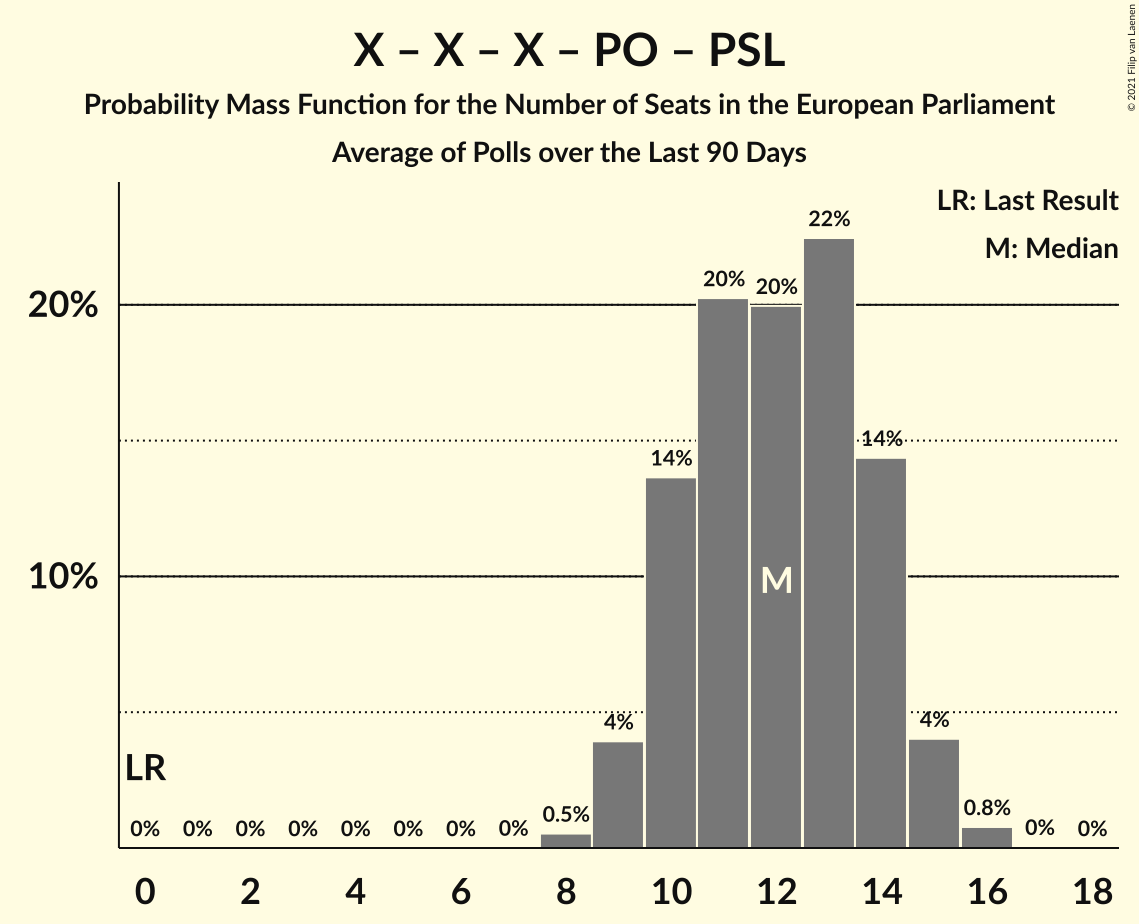 X – X – X – PO – PSL
Probability Mass Function for the Number of Seats in the European Parliament
Average of Polls over the Last 90 Days
© 2021 Filip van Laenen
LR: Last Result
M: Median
22%
20%
20%
20%
14%
14%
10%
M
4%
4%
LR
0.5%
0.8%
0% 0% 0% 0% 0% 0% 0% 0% 0% 0%
0 2 4 6 8 10 12 14 16 18